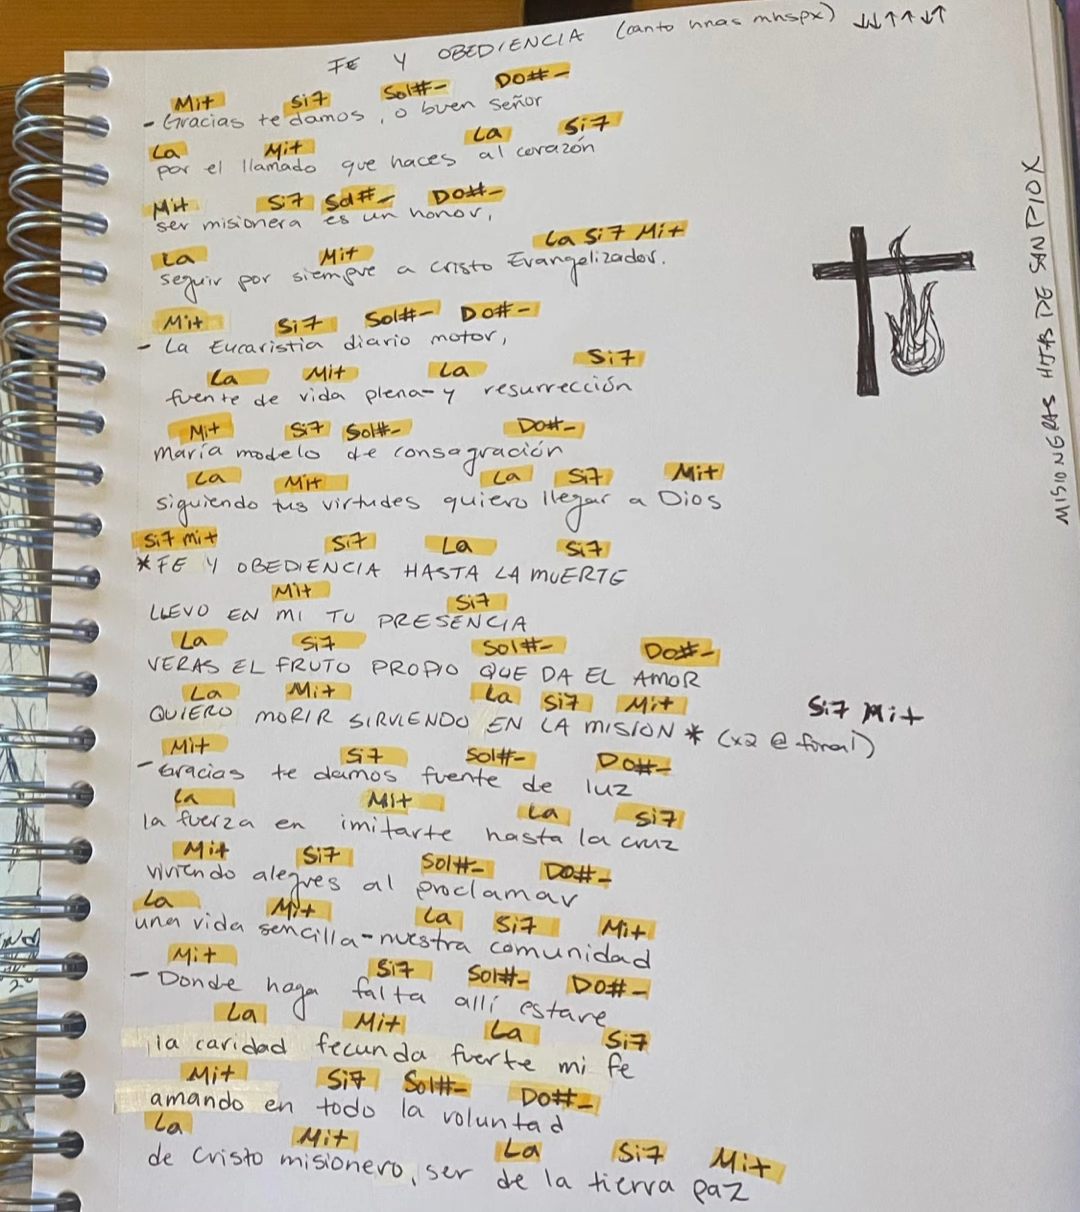 FE Y OBEDIENCIA (canto hnas mhspx) ↓↓↑↑↓↑
Mi+ Si7 Sol#- Do#-
- Gracias te damos, o buen señor
La Mi+ La Si7
por el llamado que haces al corazón
Mi+ Si7 Sol#- Do#-
ser misionera es un honor,
La Mi+ La Si7 Mi+
seguir por siempre a cristo Evangelizador.
Mi+ Si7 Sol#- Do#-
- La Eucaristia diario motor,
La Mi+ La Si7
fuente de vida plena-y resurrección
Mi+ Si7 Sol#- Do#-
María modelo de consagración
La Mi+ La Si7 Mi+
siguiendo tus virtudes quiero llegar a Dios
Si7 mi+ Si7 La Si7
*FE Y OBEDIENCIA HASTA LA MUERTE
Mi+ Si7
LLEVO EN MI TU PRESENCIA
La Si7 Sol#- Do#-
VERAS EL FRUTO PROPIO QUE DA EL AMOR
La Mi+ La Si7 Mi+ Si7 Mi+
QUIERO MORIR SIRVIENDO EN LA MISION * (x2 @ final)
Mi+ Si7 Sol#- Do#-
- Gracias te damos fuente de luz
La Mi+ La Si7
la fuerza en imitarte hasta la cruz
Mi+ Si7 Sol#- Do#-
viviendo alegres al proclamar
La Mi+ La Si7 Mi+
una vida sencilla-nuestra comunidad
Mi+ Si7 Sol#- Do#-
- Donde haga falta allí estare
La Mi+ La Si7
la caridad fecunda fuerte mi fe
Mi+ Si7 Sol#- Do#-
amando en todo la voluntad
La Mi+ La Si7 Mi+
de cristo misionero, ser de la tierra paz
MISIONERAS HIJAS DE SAN PIO X